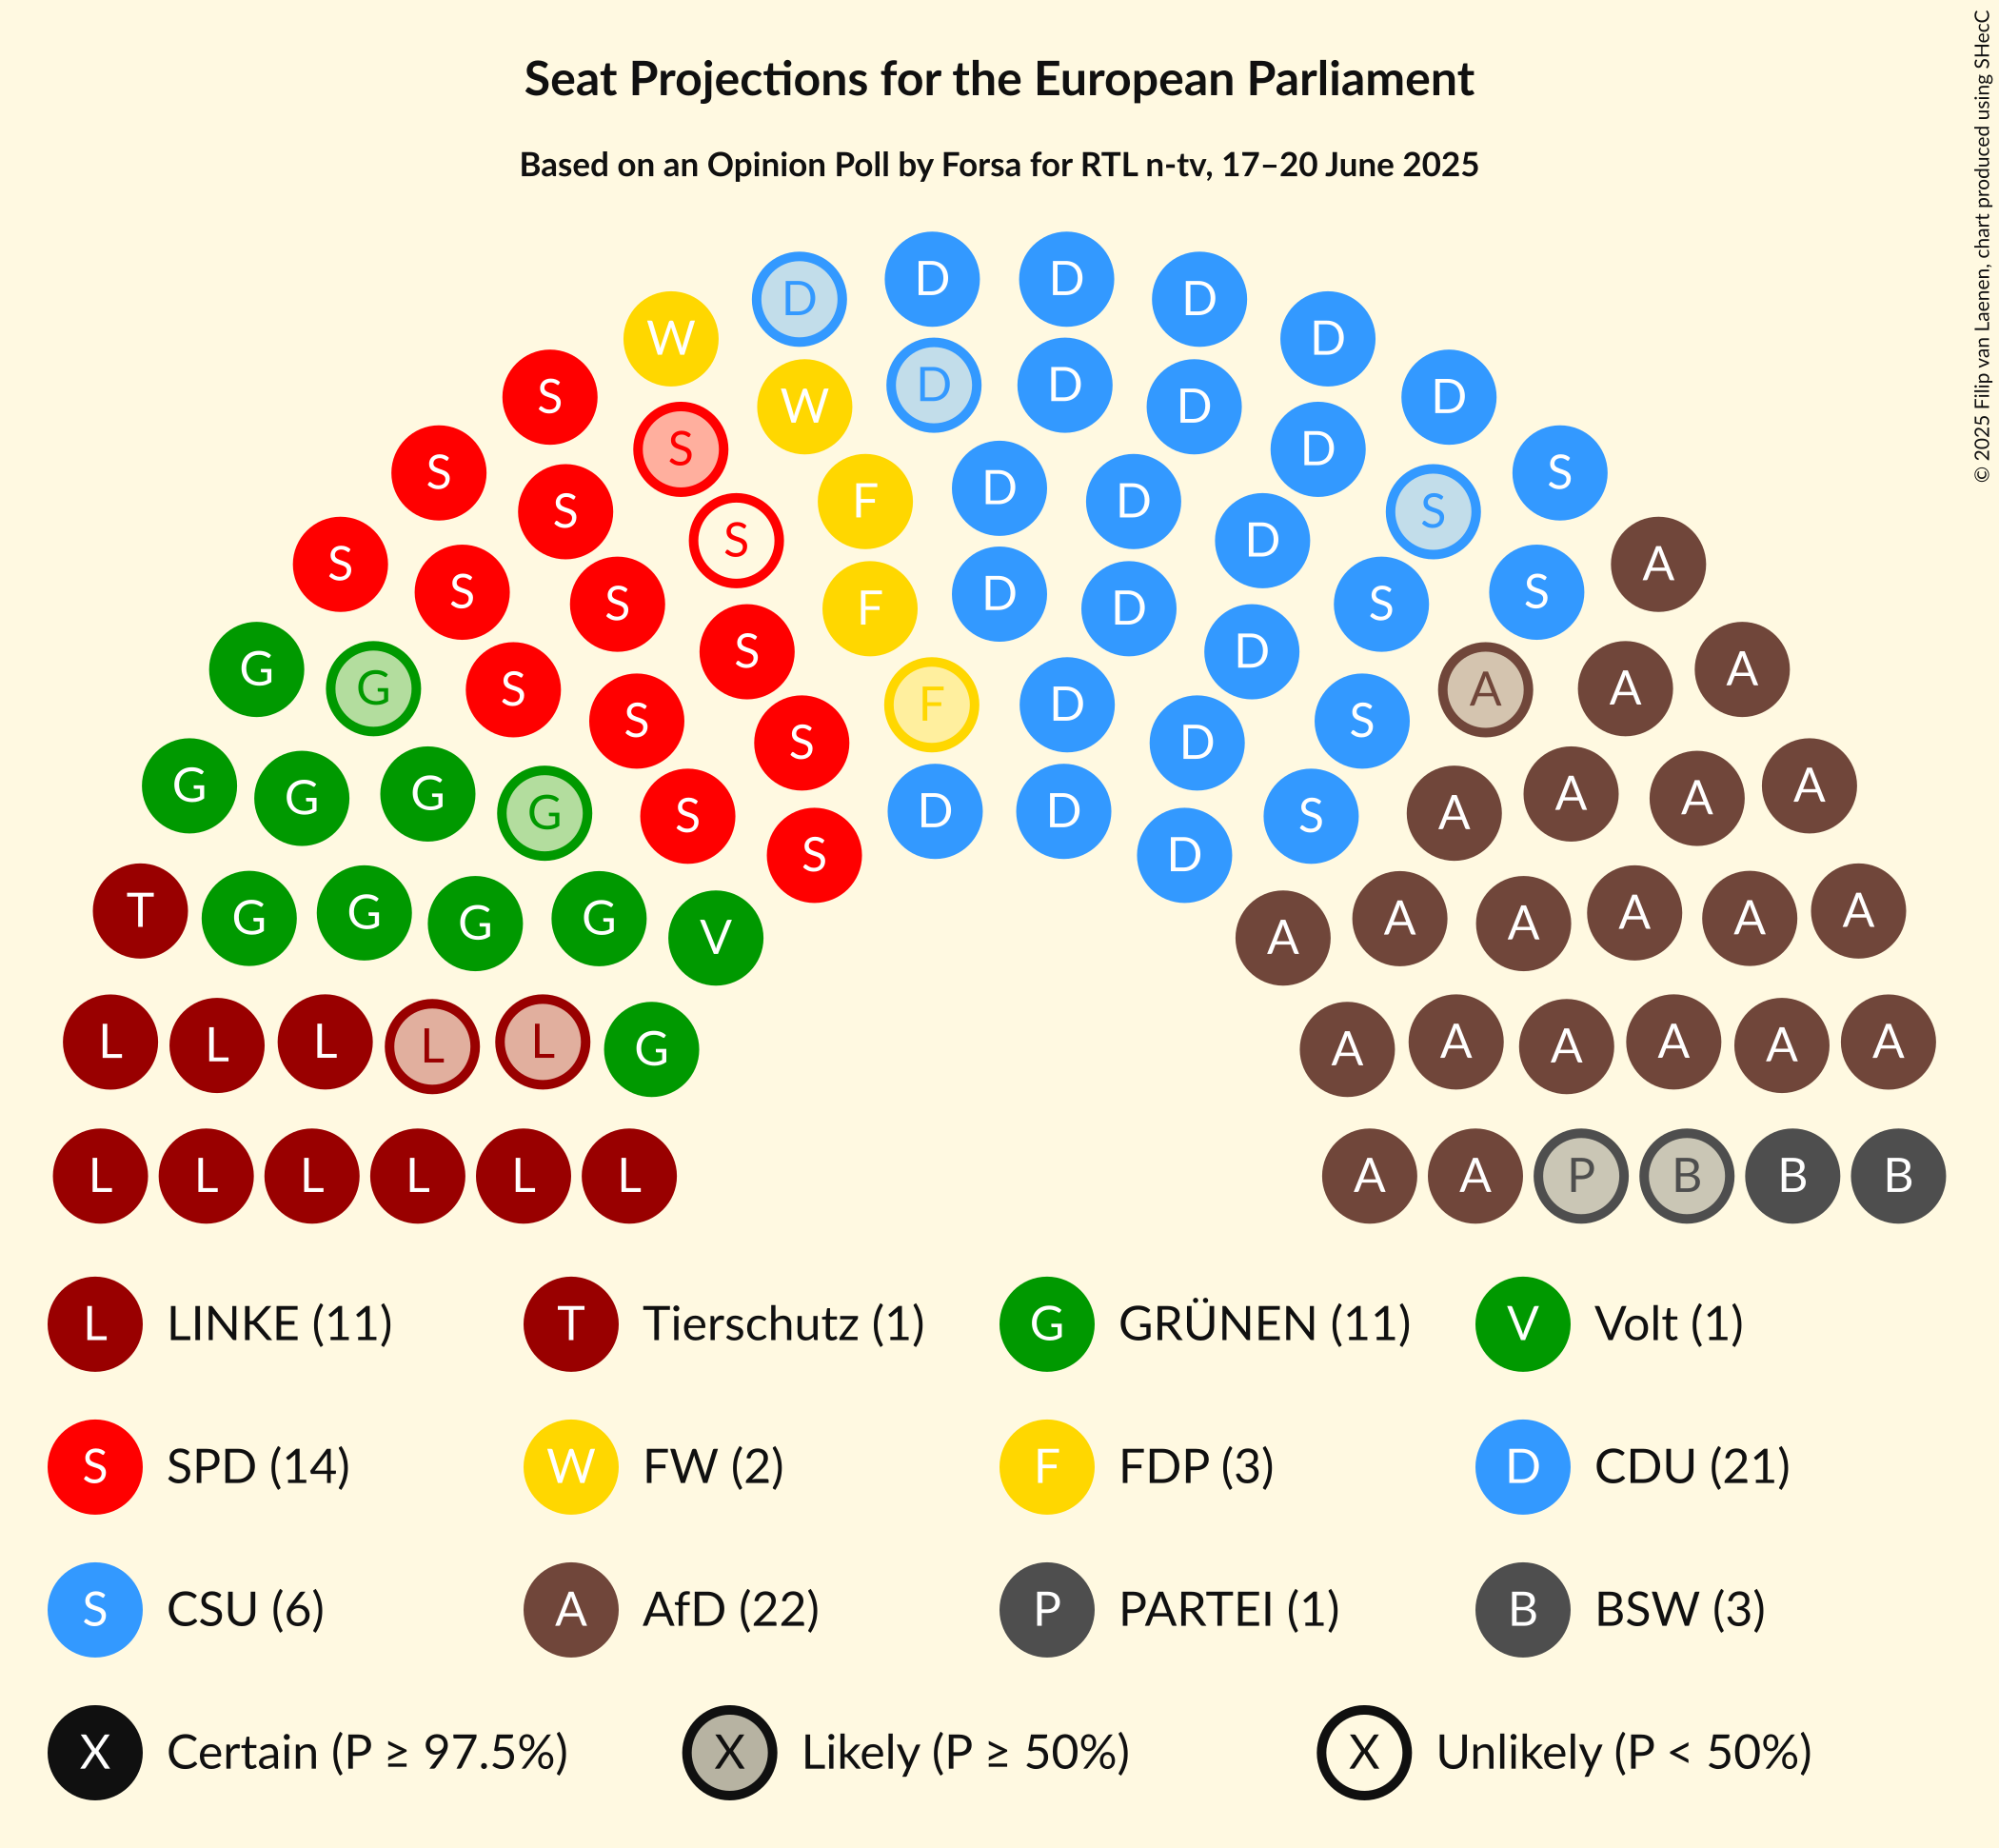 Seat Projections for the European Parliament
Based on an Opinion Poll by Forsa for RTL n-tv, 17–20 June 2025
© 2025 Filip van Laenen, chart produced using SHecC
D D
D D
W D
D D D D
S W D S D
S S D D S
S F D
S S D
S F D D A
S S S S S
S D
G G S F D S A A A
S S D
G G G G D D S A A A A
S S
S D
T G G G G V A A A A A A
L L L L L G A A A A A A
L L L L L L A A P B B B
L LINKE (11) T Tierschutz (1) G GRÜNEN (11) V Volt (1)
S SPD (14) W FW (2) F FDP (3) D CDU (21)
S CSU (6) A AfD (22) P PARTEI (1) B BSW (3)
X Certain (P ≥ 97.5%) X Likely (P ≥ 50%) X Unlikely (P < 50%)